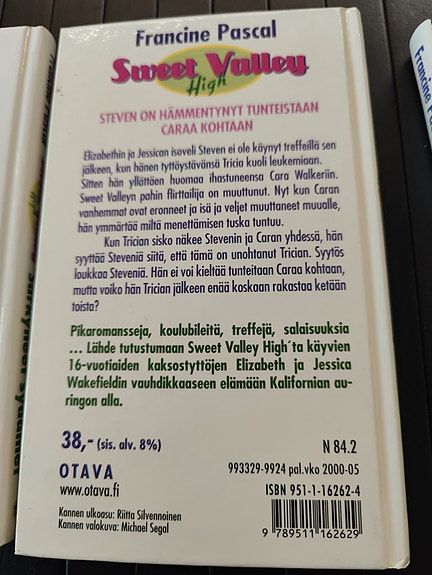 Francine Pascal
Sweet Valley
High
STEVEN ON HÄMMENTYNYT TUNTEISTAAN
CARAA KOHTAAN
Elizabethin ja Jessican isoveli Steven ei ole käynyt treffeillä sen
jälkeen, kun hänen tyttöystävänsä Tricia kuoli leukemiaan.
Sitten hän yllättäen huomaa ihastuneensa Cara Walkeriin.
Sweet Valleyn pahin flirttailija on muuttunut. Nyt kun Caran
vanhemmat ovat eronneet ja isä ja veljet muuttaneet muualle,
hän ymmärtää miltä menettämisen tuska tuntuu.
Kun Trician sisko näkee Stevenin ja Caran yhdessä, hän
syyttää Steveniä siitä, että tämä on unohtanut Trician. Syytös
loukkaa Steveniä. Hän ei voi kieltää tunteitaan Caraa kohtaan,
mutta voiko hän Trician jälkeen enää koskaan rakastaa ketään
toista?
Pikaromansseja, koulubileitä, treffejä, salaisuuksia
... Lähde tutustumaan Sweet Valley High´ta käyvien
16-vuotiaiden kaksostyttöjen Elizabeth ja Jessica
Wakefieldin vauhdikkaaseen elämään Kalifornian au-
ringon alla.
38,- (sis. alv. 8%)
N 84.2
OTAVA
993329-9924 pal.vko 2000-05
www.otava.fi
ISBN 951-1-16262-4
Kannen ulkoasu: Riitta Silvennoinen
Kannen valokuva: Michael Segal
9 789511 162629
Francine Pas